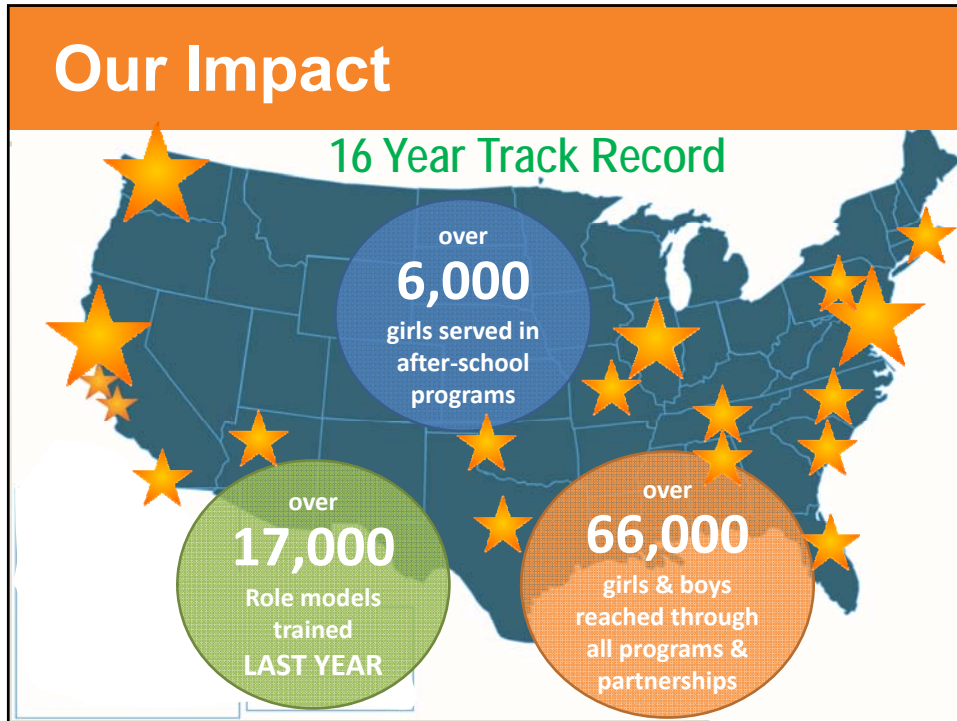 Our Impact
16 Year Track Record
over
6,000
girls served in
after-school
programs
over
17,000
Role models
trained
LAST YEAR
over
66,000
girls & boys
reached through
all programs &
partnerships